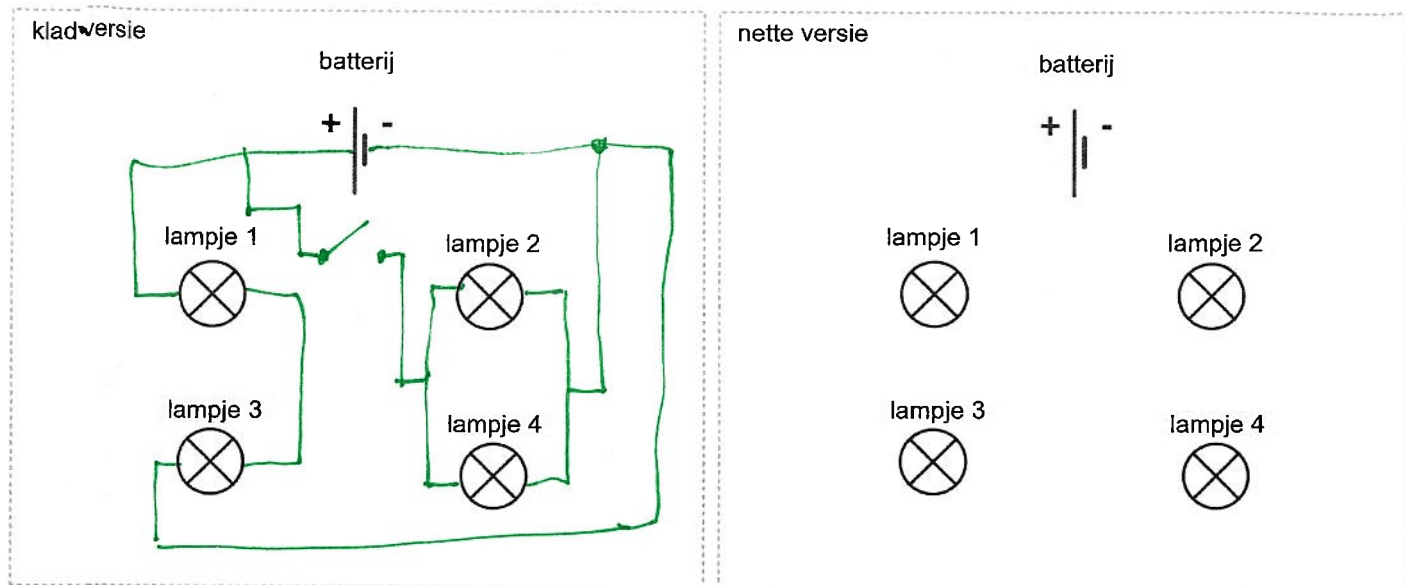 kladversie
batterij
+ -
lampje 1
lampje 2
lampje 3
lampje 4
nette versie
batterij
+ -
lampje 1
lampje 2
lampje 3
lampje 4